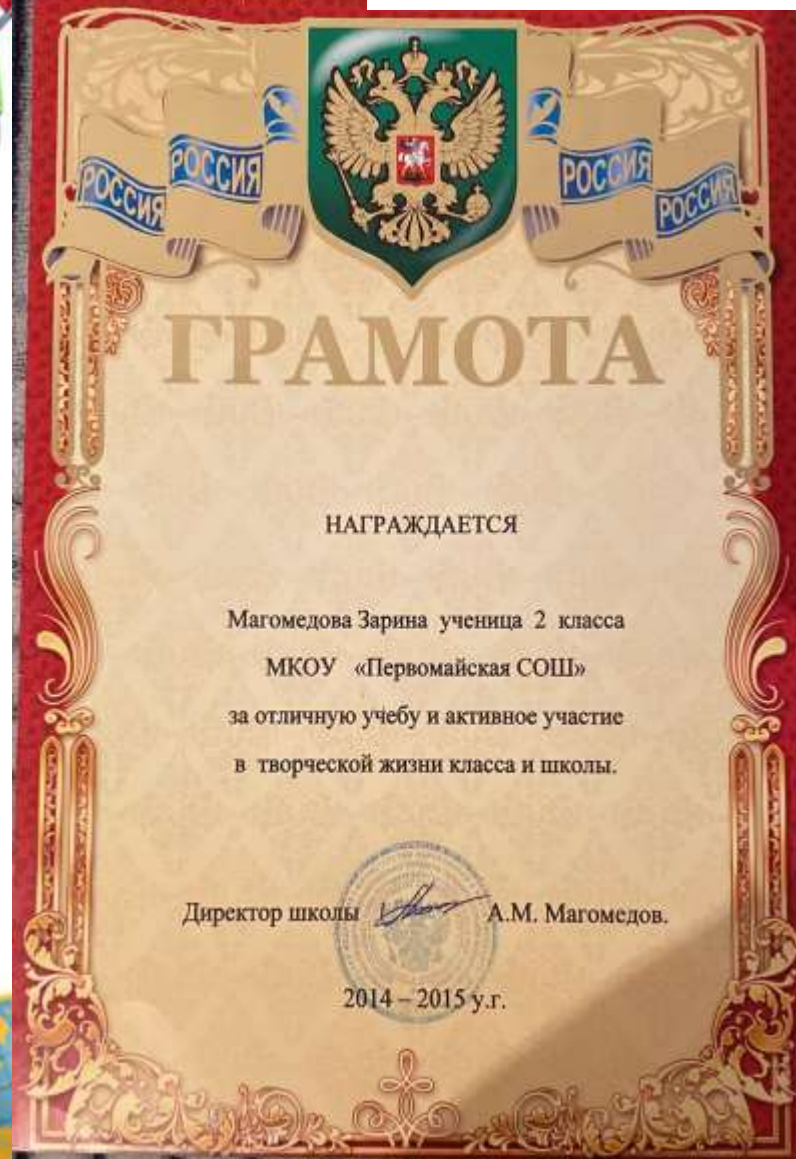 РОССИЯ РОССИЯ РОССИЯ РОССИЯ
ГРАМОТА
НАГРАЖДАЕТСЯ
Магомедова Зарина ученица 2 класса
МКОУ «Первомайская СОШ»
за отличную учебу и активное участие
в творческой жизни класса и школы.
Директор школы А.М. Магомедов.
2014 – 2015 у.г.